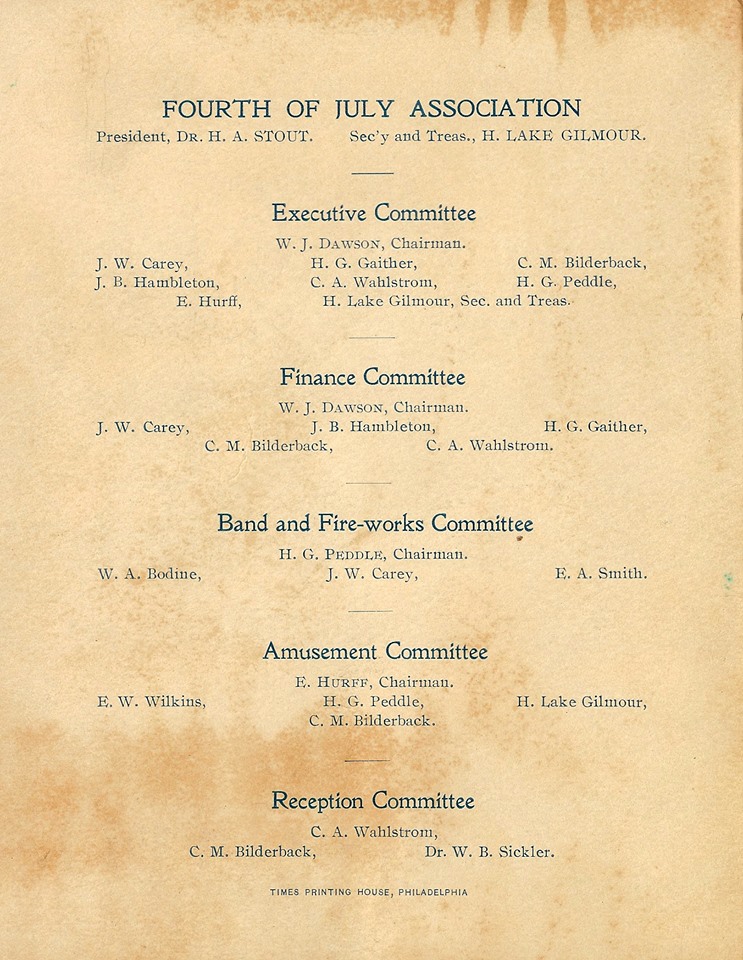 FOURTH OF JULY ASSOCIATION
President, DR. H. A. STOUT. Sec'y and Treas., H. LAKE GILMOUR.
Executive Committee
W. J. DAWSON, Chairman.
J. W. Carey, H. G. Gaither, C. M. Bilderback,
J. B. Hambleton, C. A. Wahlstrom, H. G. Peddle,
E. Hurff, H. Lake Gilmour, Sec. and Treas.
Finance Committee
W. J. DAWSON, Chairman.
J. W. Carey, J. B. Hambleton, H. G. Gaither,
C. M. Bilderback, C. A. Wahlstrom.
Band and Fire-works Committee
H. G. PEDDLE, Chairman.
W. A. Bodine, J. W. Carey, E. A. Smith.
Amusement Committee
E. HURFF, Chairman.
E. W. Wilkins, H. G. Peddle, H. Lake Gilmour,
C. M. Bilderback.
Reception Committee
C. A. Wahlstrom,
C. M. Bilderback, Dr. W. B. Sickler.
TIMES PRINTING HOUSE, PHILADELPHIA